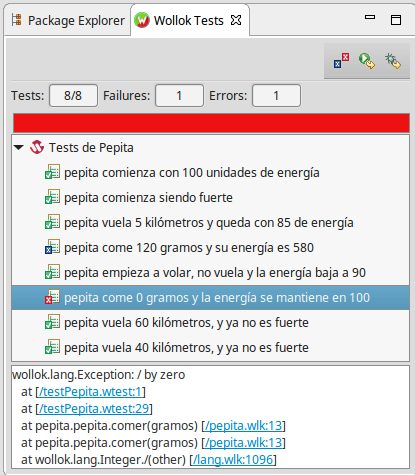 Package Explorer Wollok Tests
Tests: 8/8 Failures: 1 Errors: 1
Tests de Pepita
pepita comienza con 100 unidades de energía
pepita comienza siendo fuerte
pepita vuela 5 kilómetros y queda con 85 de energía
pepita come 120 gramos y su energía es 580
pepita empieza a volar, no vuela y la energía baja a 90
pepita come 0 gramos y la energía se mantiene en 100
pepita vuela 60 kilómetros, y ya no es fuerte
pepita vuela 40 kilómetros, y ya no es fuerte
wollok.lang.Exception: / by zero
at [/testPepita.wtest:1]
at [/testPepita.wtest:29]
at pepita.pepita.comer(gramos) [/pepita.wlk:13]
at pepita.pepita.comer(gramos) [/pepita.wlk:13]
at wollok.lang.Integer./(other) [/lang.wlk:1096]